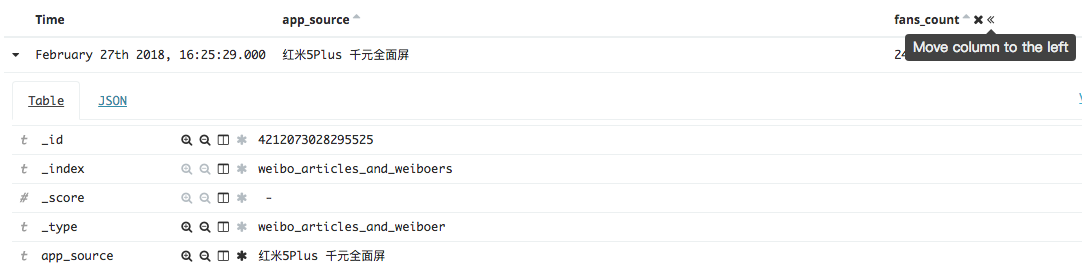 Time app_source fans_count
February 27th 2018, 16:25:29.000 红米5Plus 千元全面屏 24
Move column to the left
Table JSON
t _id 4212073028295525
t _index weibo_articles_and_weiboers
# _score -
t _type weibo_articles_and_weiboer
t app_source 红米5Plus 千元全面屏